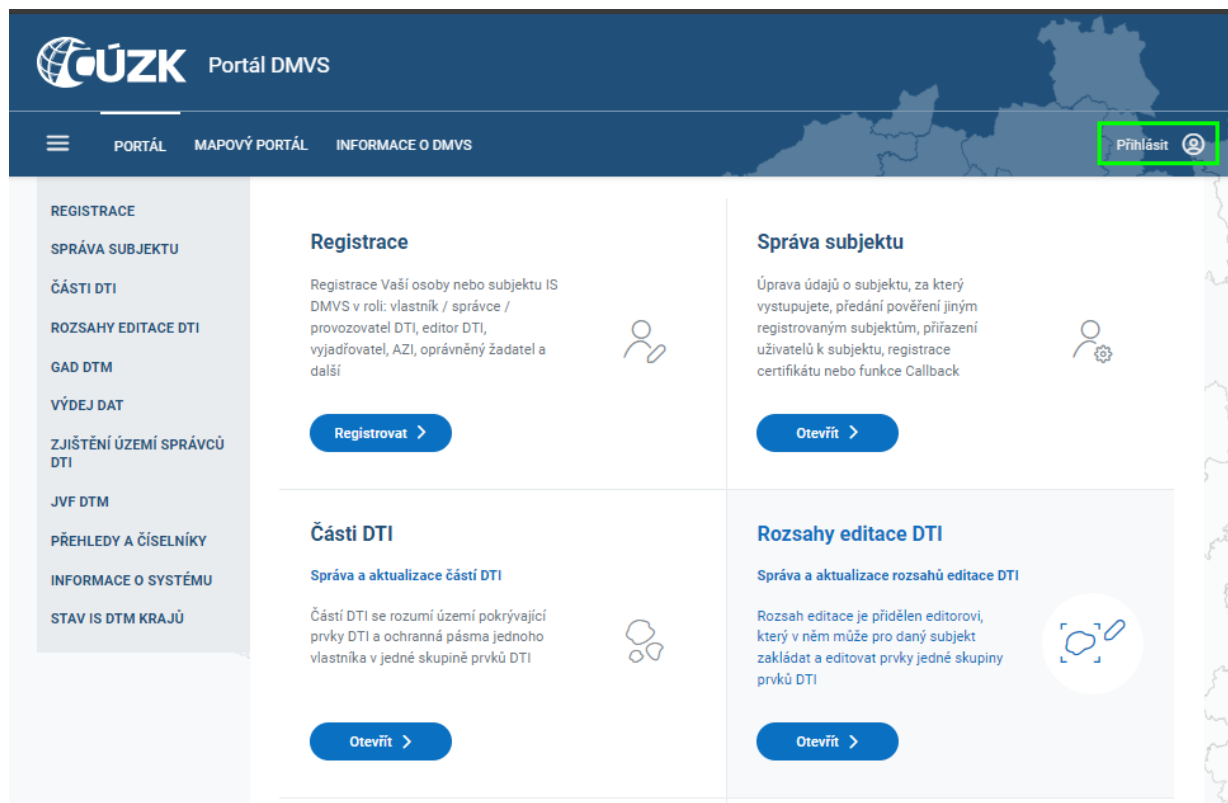 ČÚZK Portál DMVS
PORTÁL MAPOVÝ PORTÁL INFORMACE O DMVS Přihlásit
REGISTRACE
SPRÁVA SUBJEKTU
ČÁSTI DTI
ROZSAHY EDITACE DTI
GAD DTM
VÝDEJ DAT
ZJIŠTĚNÍ ÚZEMÍ SPRÁVCŮ
DTI
JVF DTM
PŘEHLEDY A ČÍSELNÍKY
INFORMACE O SYSTÉMU
STAV IS DTM KRAJŮ
Registrace
Registrace Vaší osoby nebo subjektu IS
DMVS v roli: vlastník / správce /
provozovatel DTI, editor DTI,
vyjadřovatel, AZI, oprávněný žadatel a
další
Registrovat
Správa subjektu
Úprava údajů o subjektu, za který
vystupujete, předání pověření jiným
registrovaným subjektům, přiřazení
uživatelů k subjektu, registrace
certifikátu nebo funkce Callback
Otevřít
Části DTI
Správa a aktualizace částí DTI
Částí DTI se rozumí území pokrývající
prvky DTI a ochranná pásma jednoho
vlastníka v jedné skupině prvků DTI
Otevřít
Rozsahy editace DTI
Správa a aktualizace rozsahů editace DTI
Rozsah editace je přidělen editorovi,
který v něm může pro daný subjekt
zakládat a editovat prvky jedné skupiny
prvků DTI
Otevřít